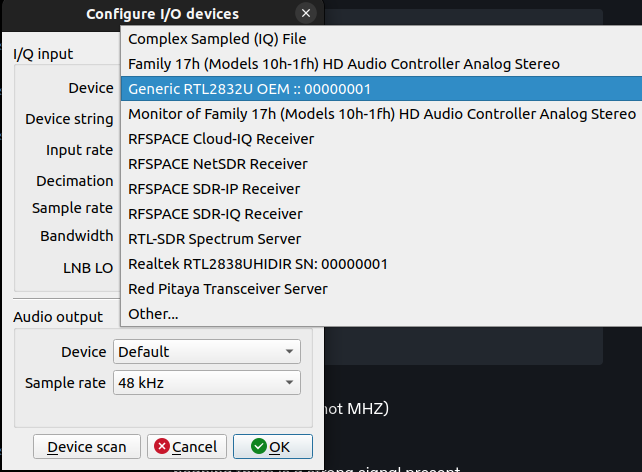 Configure I/O devices
I/Q input
Device
Device string
Input rate
Decimation
Sample rate
Bandwidth
LNB LO
Complex Sampled (IQ) File
Family 17h (Models 10h-1fh) HD Audio Controller Analog Stereo
Generic RTL2832U OEM :: 00000001
Monitor of Family 17h (Models 10h-1fh) HD Audio Controller Analog Stereo
RFSPACE Cloud-IQ Receiver
RFSPACE NetSDR Receiver
RFSPACE SDR-IP Receiver
RFSPACE SDR-IQ Receiver
RTL-SDR Spectrum Server
Realtek RTL2838UHIDIR SN: 00000001
Red Pitaya Transceiver Server
Other...
Audio output
Device Default
Sample rate 48 kHz
not MHZ)
Device scan Cancel OK